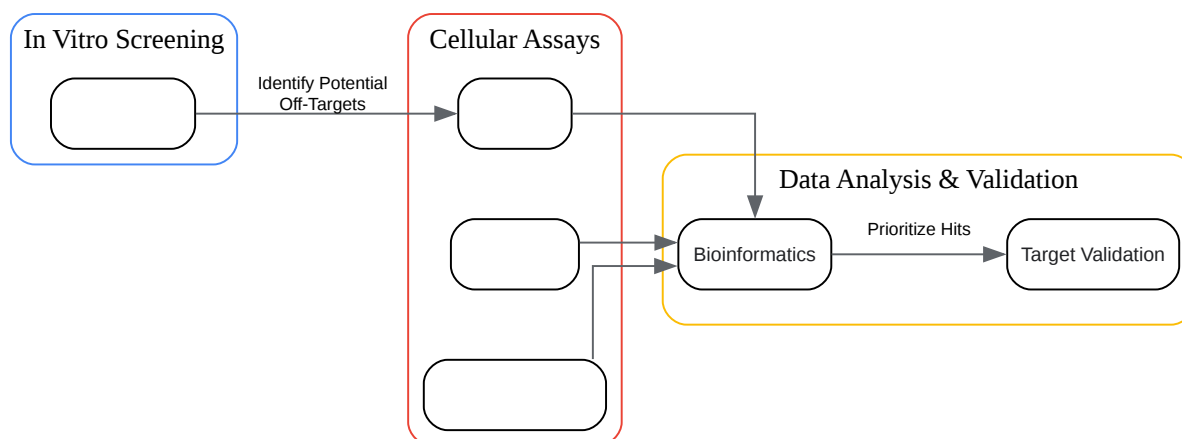 In Vitro Screening
Cellular Assays
Identify Potential
Off-Targets
Data Analysis & Validation
Prioritize Hits
Bioinformatics
Target Validation